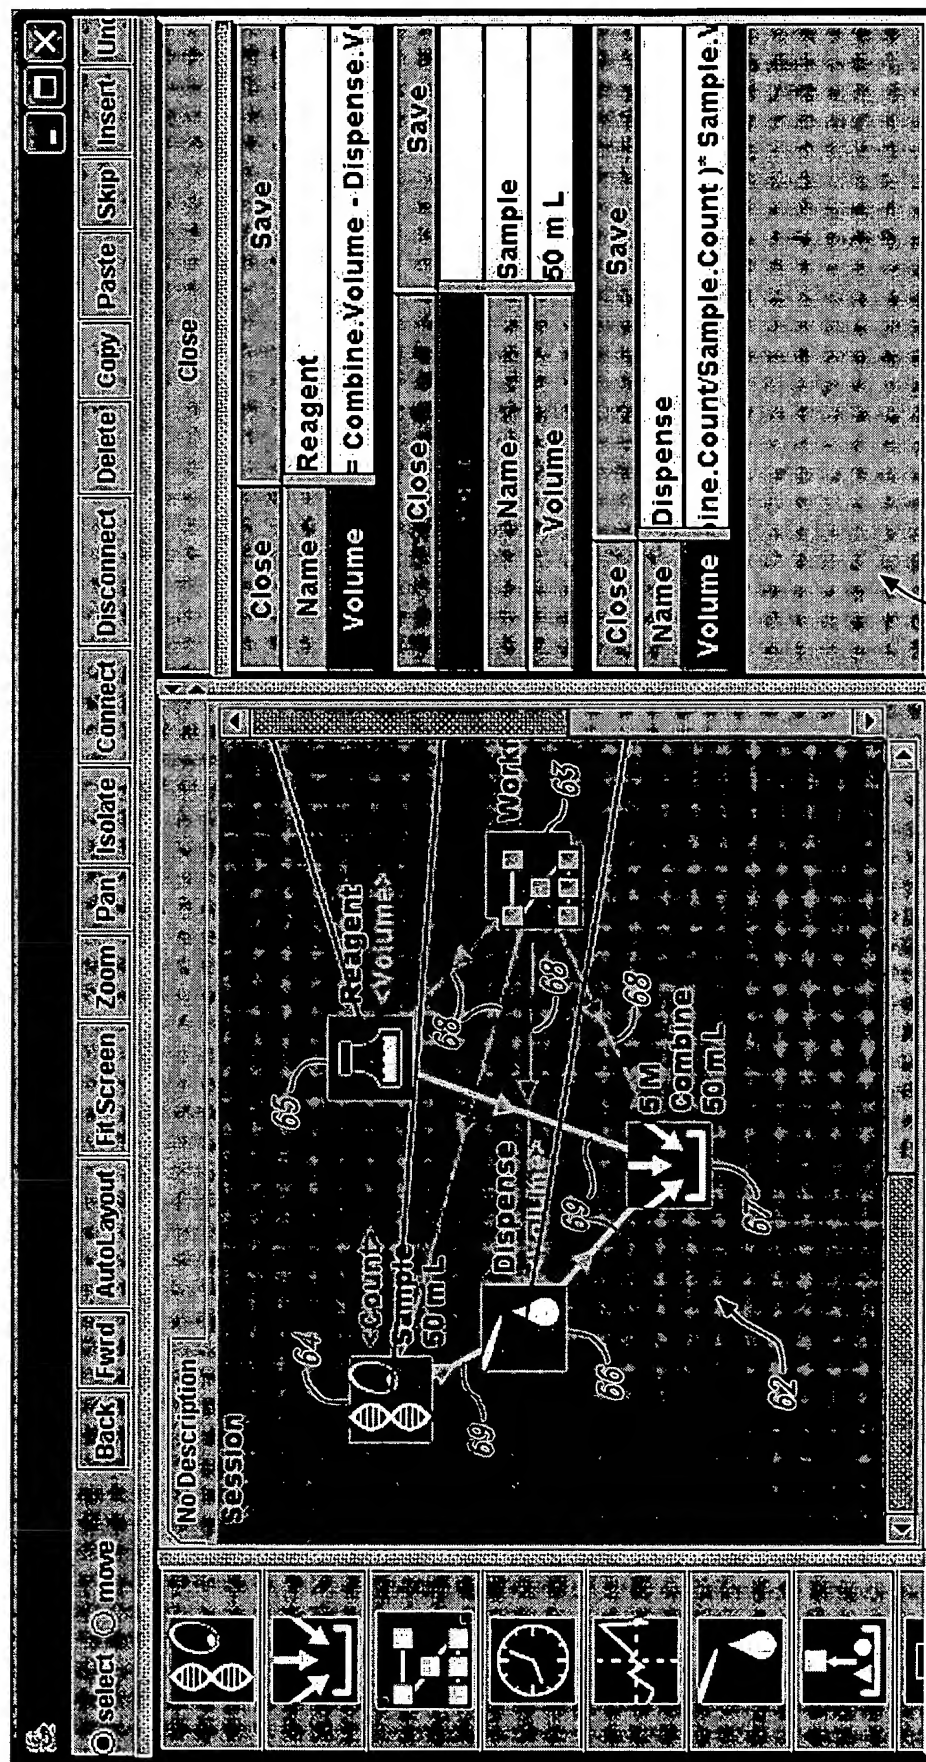 select move Back Fwrd AutoLayout Fit Screen Zoom Pan Isolate Connect Disconnect Delete Copy Paste Skip Insert
No Description
Session
64
<Count>
Sample
50 m L
65
Reagent
<Volume>
69
66
Dispense
68
68
68
63
69
67
5 M
Combine
50 m L
62
Close
Close Save
Name Reagent
Volume = Combine.Volume - Dispense.V
Close Save
Name Sample
Volume 50 m L
Close Save
Name Dispense
Volume ine.Count/Sample.Count )* Sample.V